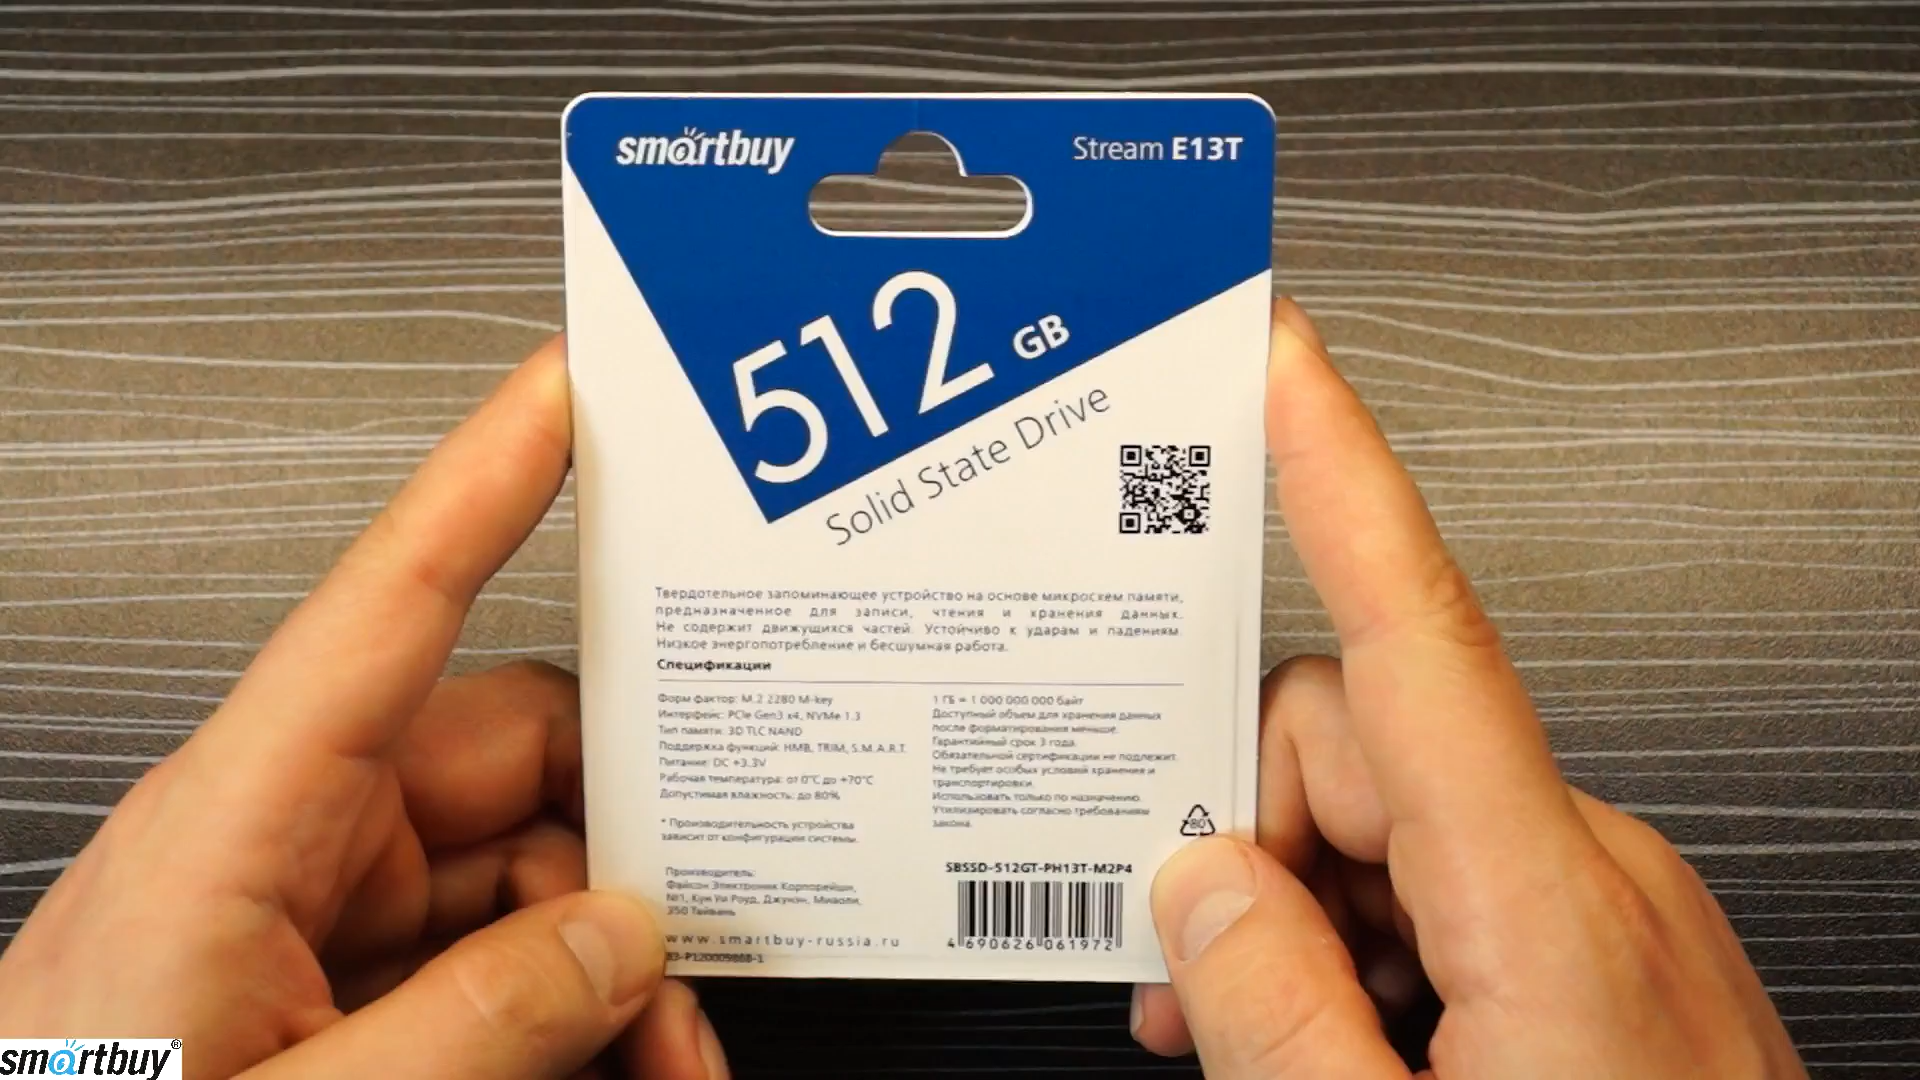 smartbuy
Stream E13T
512 GB
Solid State Drive
Твердотельное запоминающее устройство на основе микросхем памяти,
предназначенное для записи, чтения и хранения данных.
Не содержит движущихся частей. Устойчиво к ударам и падениям.
Низкое энергопотребление и бесшумная работа.
Спецификации
Форм фактор: M.2 2280 M-key
Интерфейс: PCIe Gen3 x4, NVMe 1.3
Тип памяти: 3D TLC NAND
Поддержка функций: HMB, TRIM, S.M.A.R.T.
Питание: DC +3.3V
Рабочая температура: от 0°C до +70°C
Допустимая влажность: до 80%
* Производительность устройства
зависит от конфигурации системы.
1 ГБ = 1 000 000 000 байт
Доступный объем для хранения данных
после форматирования меньше.
Гарантийный срок 3 года.
Обязательной сертификации не подлежит.
Не требует особых условий хранения и
транспортировки.
Использовать только по назначению.
Утилизировать согласно требованиям
закона.
80
Производитель:
Файсон Электроник Корпорейшн,
№1, Кун Уи Роуд, Джунэн, Миаоли,
350 Тайвань
www.smartbuy-russia.ru
SBSSD-512GT-PH13T-M2P4
4 690626 061972
smartbuy®